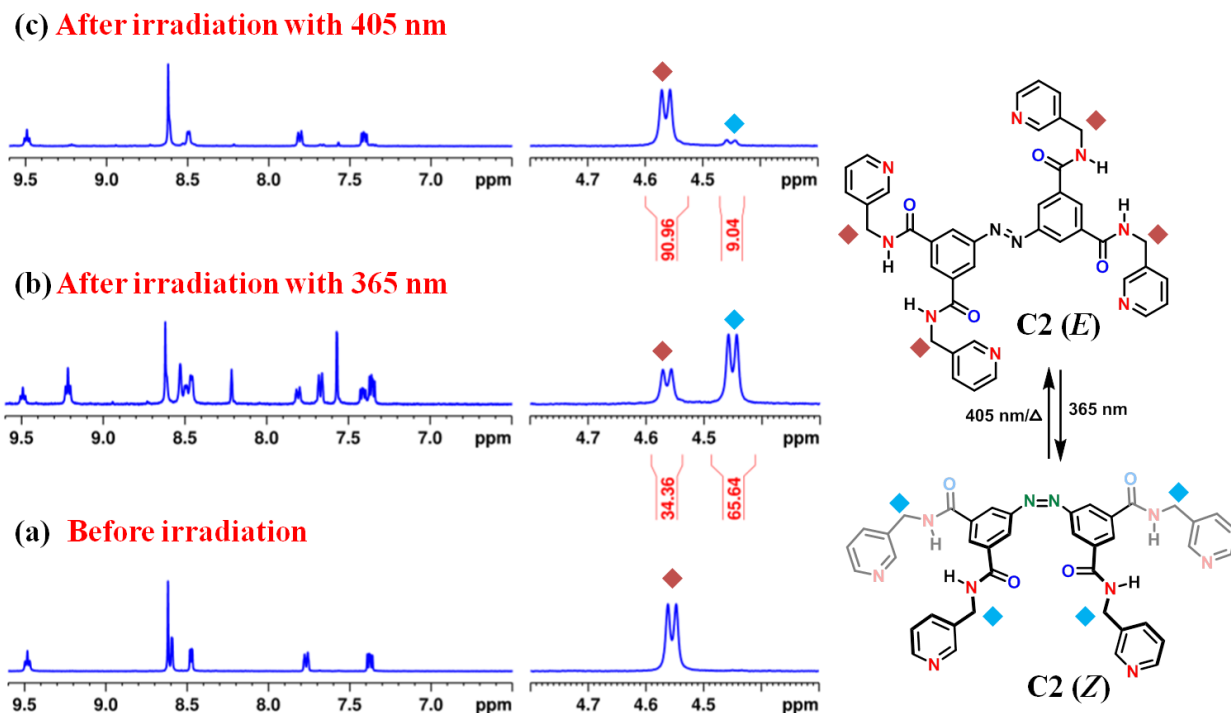 (c) After irradiation with 405 nm
9.5 9.0 8.5 8.0 7.5 7.0 ppm
4.7 4.6 4.5 ppm
90.96
9.04
(b) After irradiation with 365 nm
9.5 9.0 8.5 8.0 7.5 7.0 ppm
4.7 4.6 4.5 ppm
34.36
65.64
(a) Before irradiation
9.5 9.0 8.5 8.0 7.5 7.0 ppm
4.7 4.6 4.5 ppm
N
N
O
N
H
N
O
N
H
N=N
O
H
N
H
N
O
N
N
C2 (E)
405 nm/Δ
365 nm
O
N
H
N
N=N
O
N
H
N
N
H
O
O
N
H
N
N
C2 (Z)